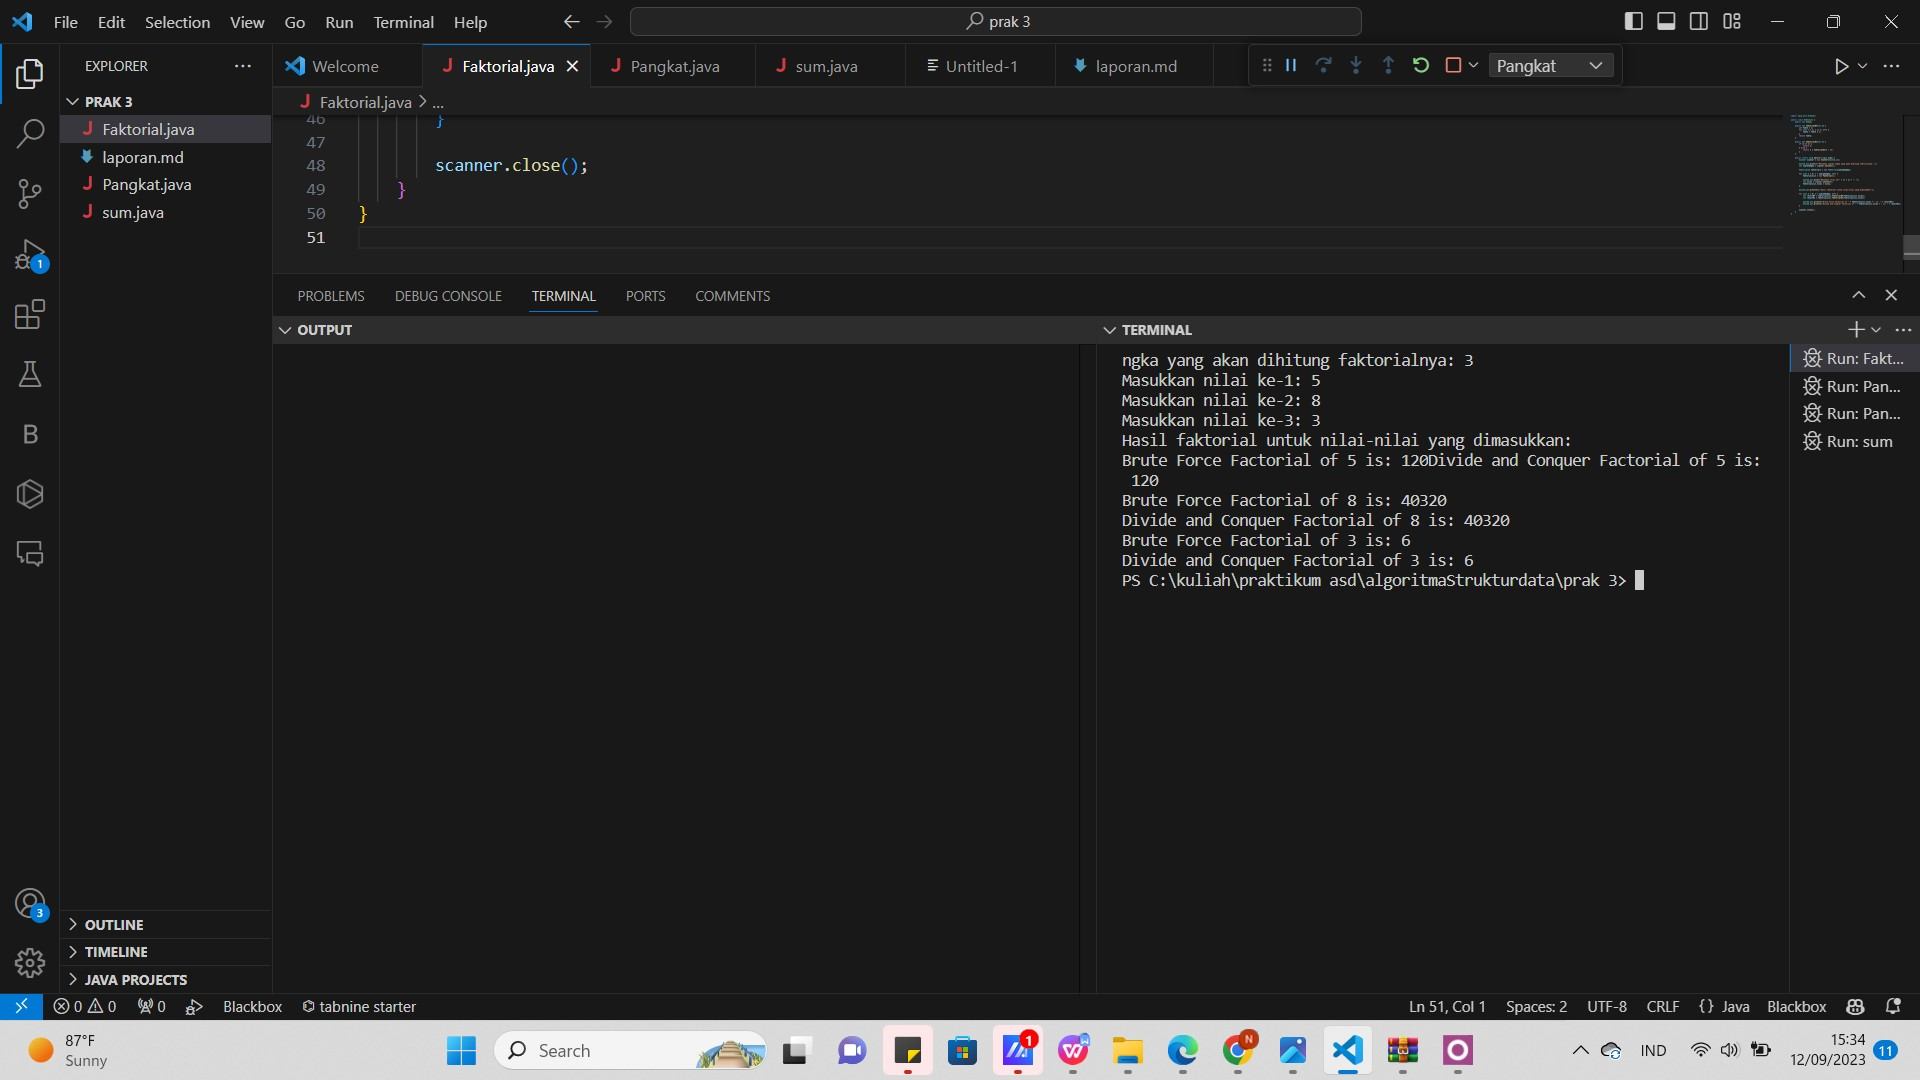 File Edit Selection View Go Run Terminal Help
prak 3
EXPLORER
PRAK 3
Faktorial.java
laporan.md
Pangkat.java
sum.java
Welcome
Faktorial.java
Pangkat.java
sum.java
Untitled-1
laporan.md
Pangkat
Faktorial.java > ...
46 }
47
48 scanner.close();
49 }
50 }
51
PROBLEMS DEBUG CONSOLE TERMINAL PORTS COMMENTS
OUTPUT
TERMINAL
ngka yang akan dihitung faktorialnya: 3
Masukkan nilai ke-1: 5
Masukkan nilai ke-2: 8
Masukkan nilai ke-3: 3
Hasil faktorial untuk nilai-nilai yang dimasukkan:
Brute Force Factorial of 5 is: 120Divide and Conquer Factorial of 5 is:
120
Brute Force Factorial of 8 is: 40320
Divide and Conquer Factorial of 8 is: 40320
Brute Force Factorial of 3 is: 6
Divide and Conquer Factorial of 3 is: 6
PS C:\kuliah\praktikum asd\algoritmaStrukturdata\prak 3>
Run: Fakt...
Run: Pan...
Run: Pan...
Run: sum
1
B
3
OUTLINE
TIMELINE
JAVA PROJECTS
0 0 0 Blackbox tabnine starter
Ln 51, Col 1 Spaces: 2 UTF-8 CRLF {} Java Blackbox
87°F
Sunny
Search
1
N
IND
15:34
12/09/2023
11